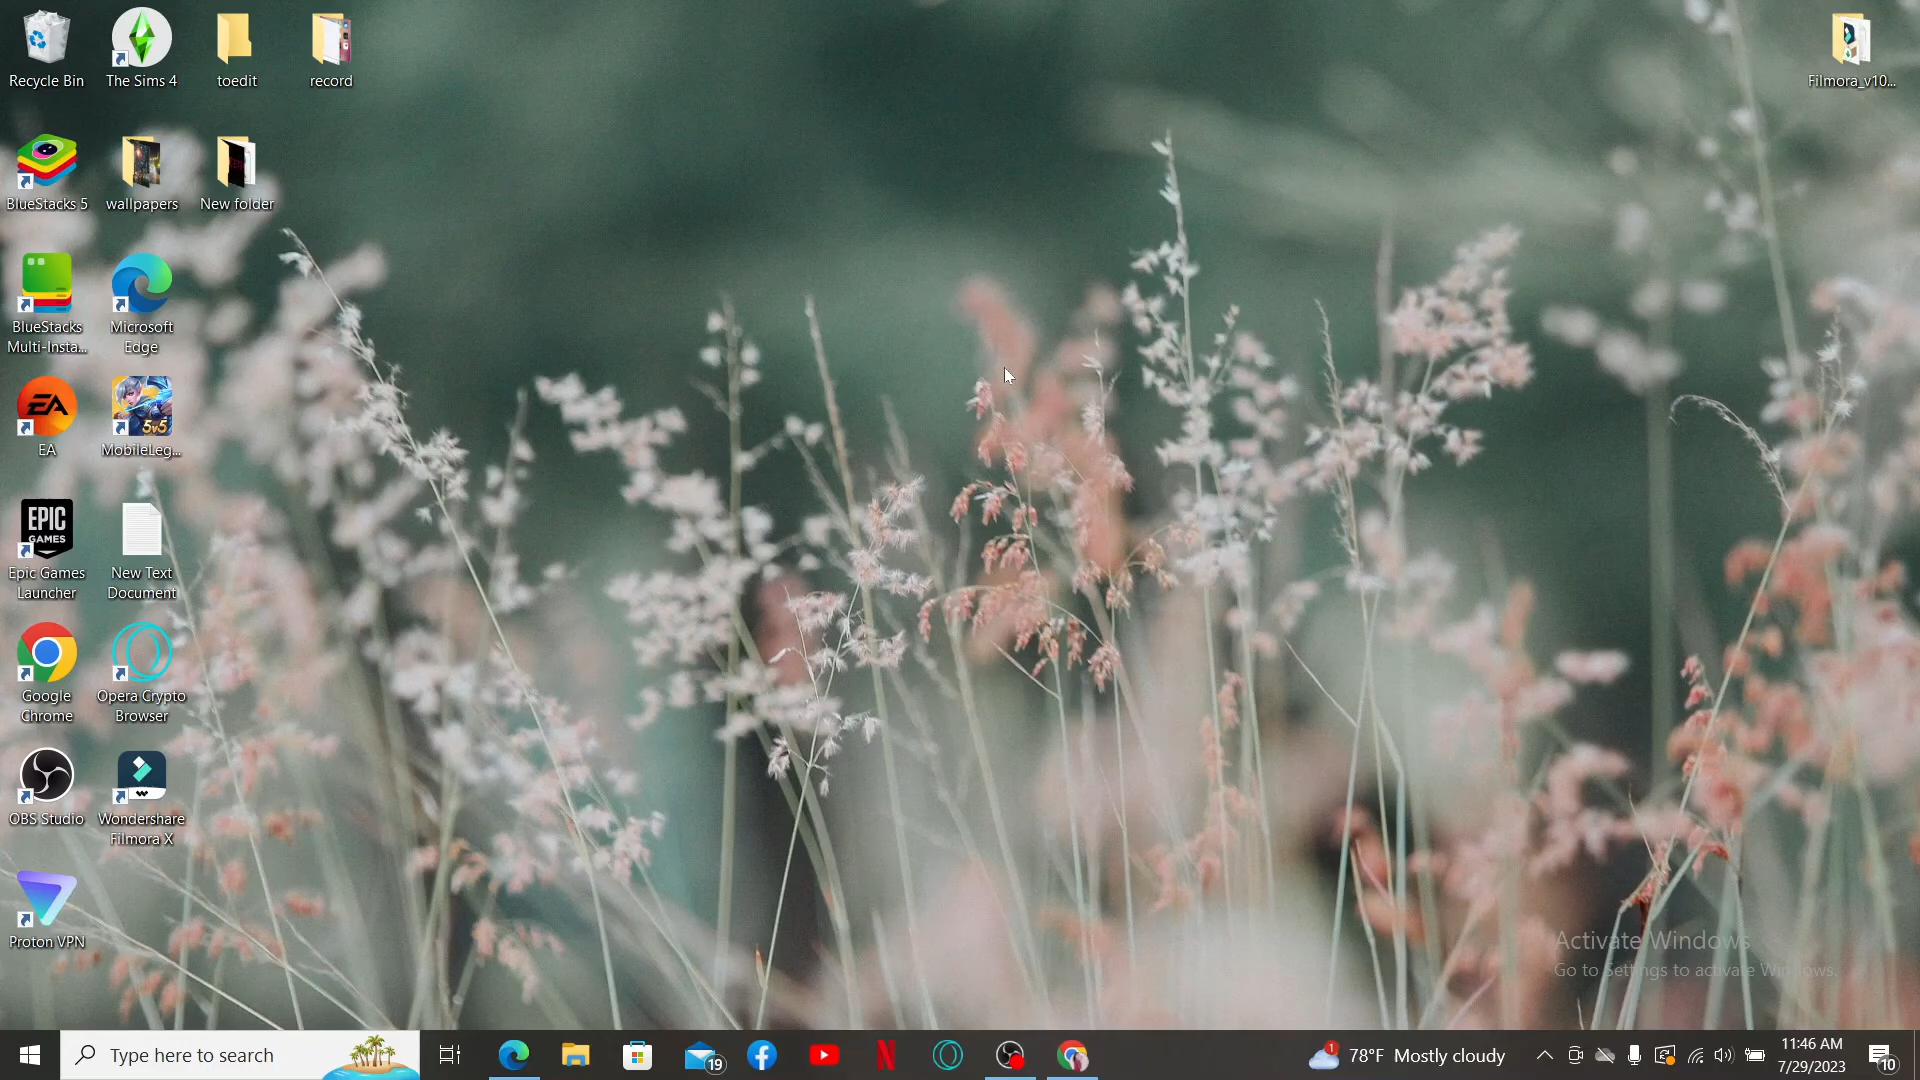 Recycle Bin
The Sims 4
toedit
record
Filmora_v10...
BlueStacks 5
wallpapers
New folder
BlueStacks
Multi-Insta...
Microsoft
Edge
EA
5v5
EA
MobileLeg...
EPIC
GAMES
Epic Games
Launcher
New Text
Document
Google
Chrome
Opera Crypto
Browser
OBS Studio
Wondershare
Filmora X
Proton VPN
Activate Windows
Go to Settings to activate Windows.
Type here to search
19
1
78°F Mostly cloudy
11:46 AM
7/29/2023
10